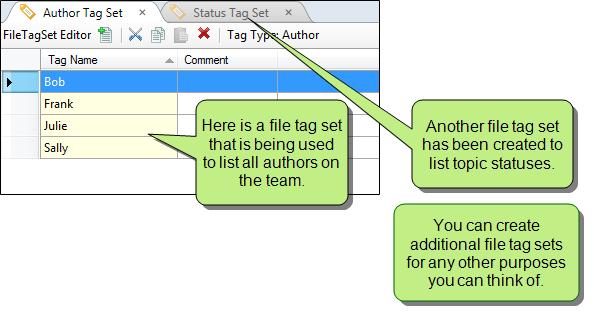 Author Tag Set
Status Tag Set
FileTagSet Editor
Tag Type: Author
Tag Name
Comment
Bob
Frank
Julie
Sally
Here is a file tag set
that is being used
to list all authors on
the team.
Another file tag set
has been created to
list topic statuses.
You can create
additional file tag sets
for any other purposes
you can think of.